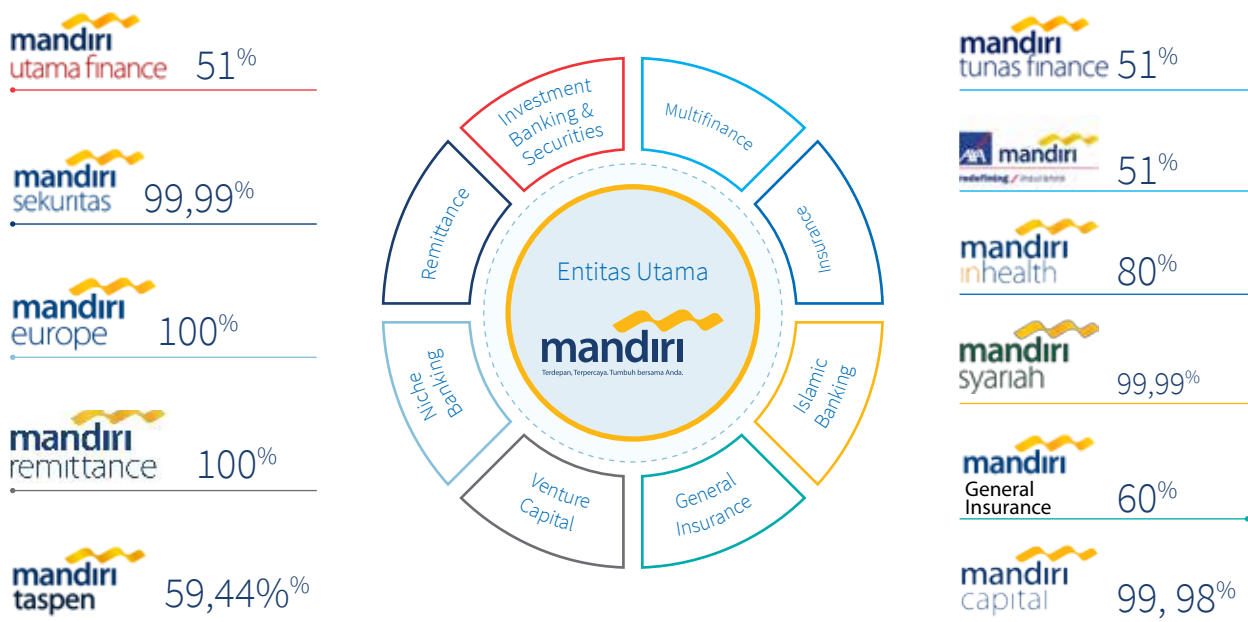 mandiri
utama finance 51%
mandiri
sekuritas 99,99%
mandiri
europe 100%
mandiri
remittance 100%
mandiri
taspen 59,44%%
Investment
Banking &
Securities
Multifinance
Insurance
Islamic
Banking
General
Insurance
Venture
Capital
Niche
Banking
Remittance
Entitas Utama
mandiri
Terdepan, Terpercaya. Tumbuh bersama Anda.
mandiri
tunas finance 51%
AXA mandiri
redefining / insurance
51%
mandiri
inhealth 80%
mandiri
syariah 99,99%
mandiri
General
Insurance 60%
mandiri
capital 99, 98%